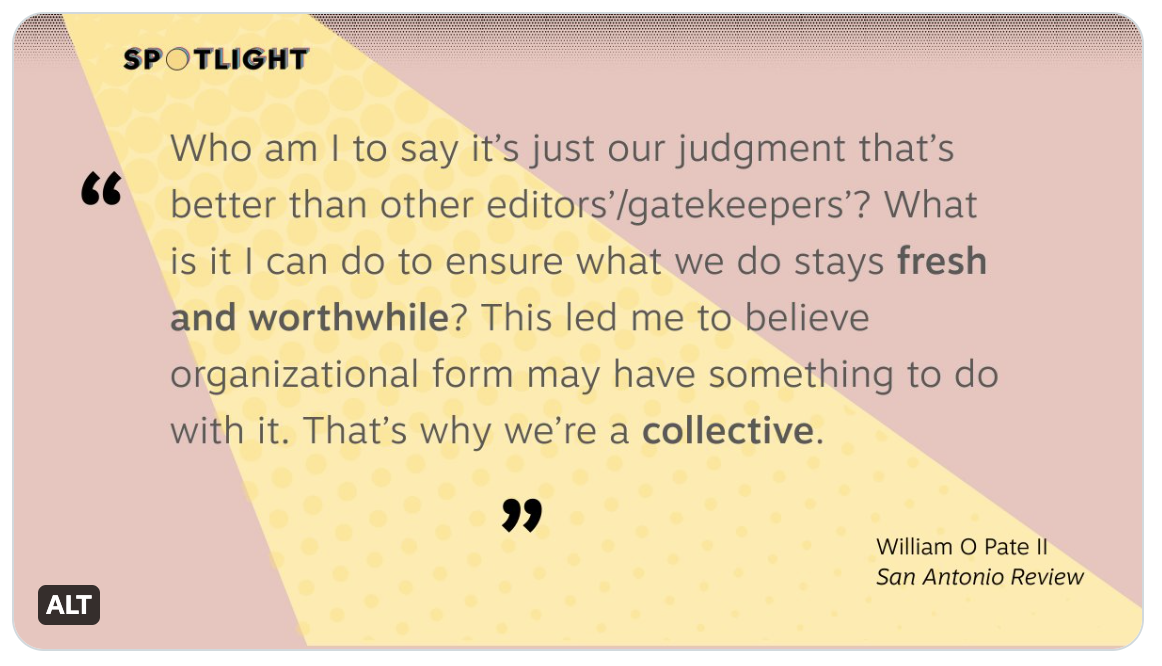 SPOTLIGHT
“
Who am I to say it’s just our judgment that’s
better than other editors’/gatekeepers’? What
is it I can do to ensure what we do stays fresh
and worthwhile? This led me to believe
organizational form may have something to do
with it. That’s why we’re a collective.
”
William O Pate II
San Antonio Review
ALT